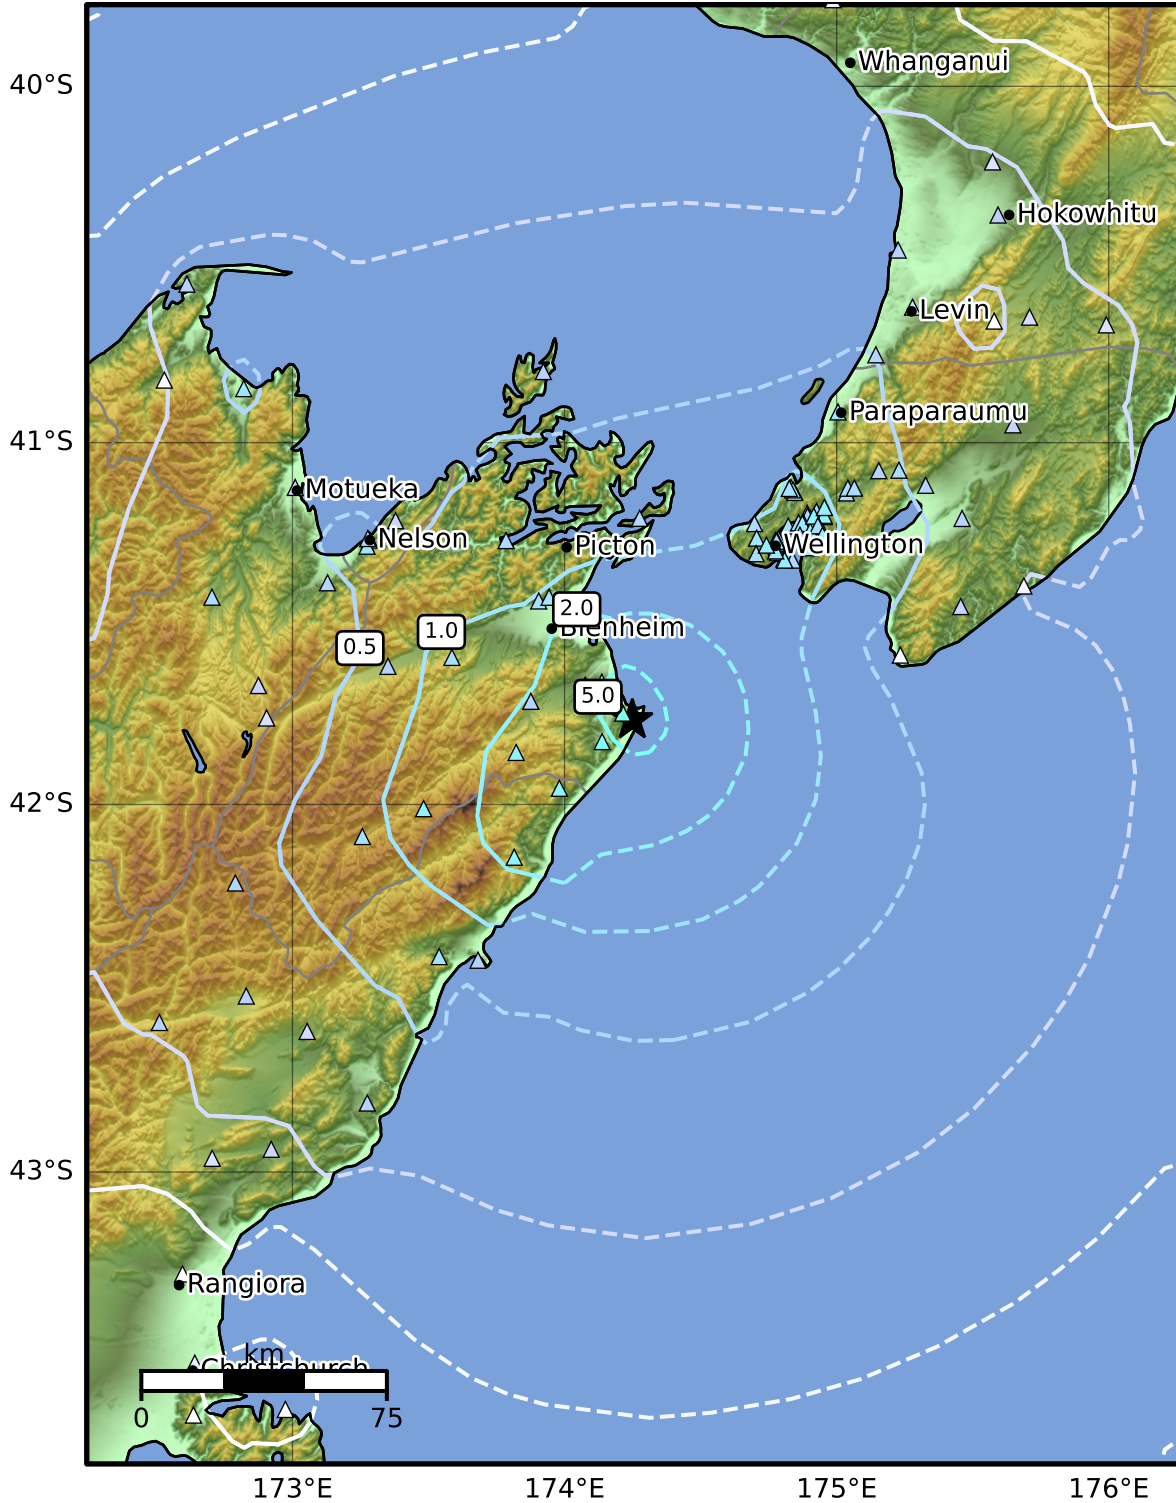 40°S
Whanganui
Hokowhitu
Levin
Paraparaumu
41°S
Motueka
Nelson
Picton
Wellington
2.0
Blenheim
1.0
0.5
5.0
42°S
43°S
Rangiora
km
Christchurch
0
75
173°E
174°E
175°E
176°E